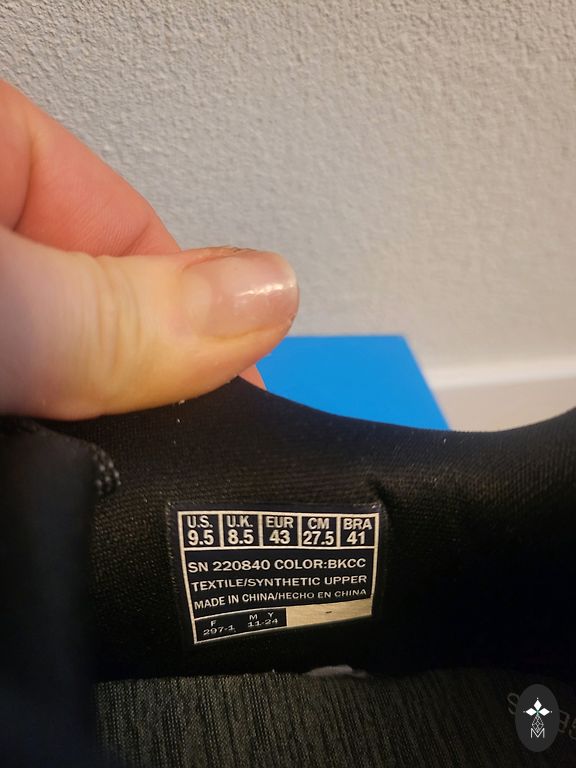 U.S. U.K. EUR CM BRA
9.5 8.5 43 27.5 41
SN 220840 COLOR:BKCC
TEXTILE/SYNTHETIC UPPER
MADE IN CHINA/HECHO EN CHINA
F M Y
297-1 11-24
M